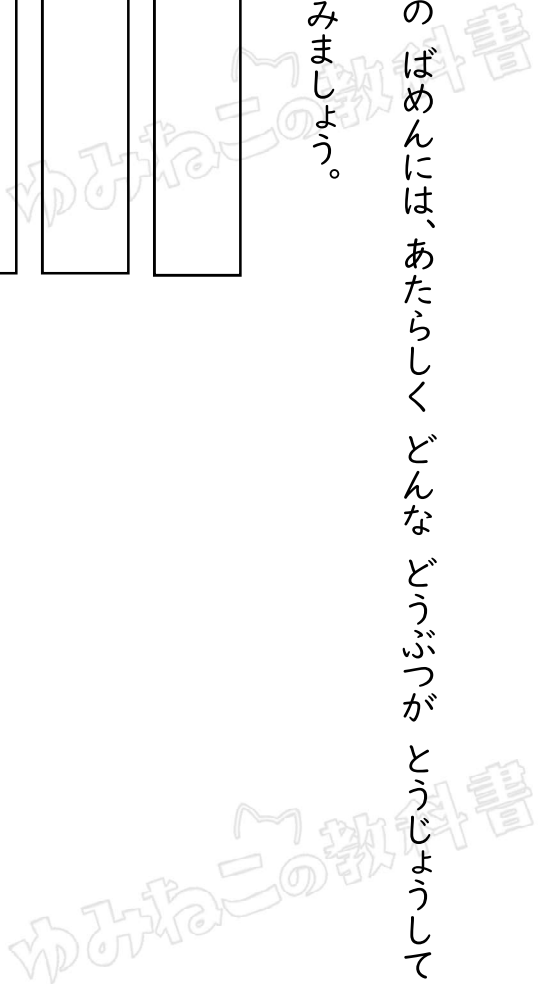 の ばめんには、あたらしく どんな どうぶつが とうじょうして
みましょう。
ゆみねこの教科書
ゆみねこの教科書